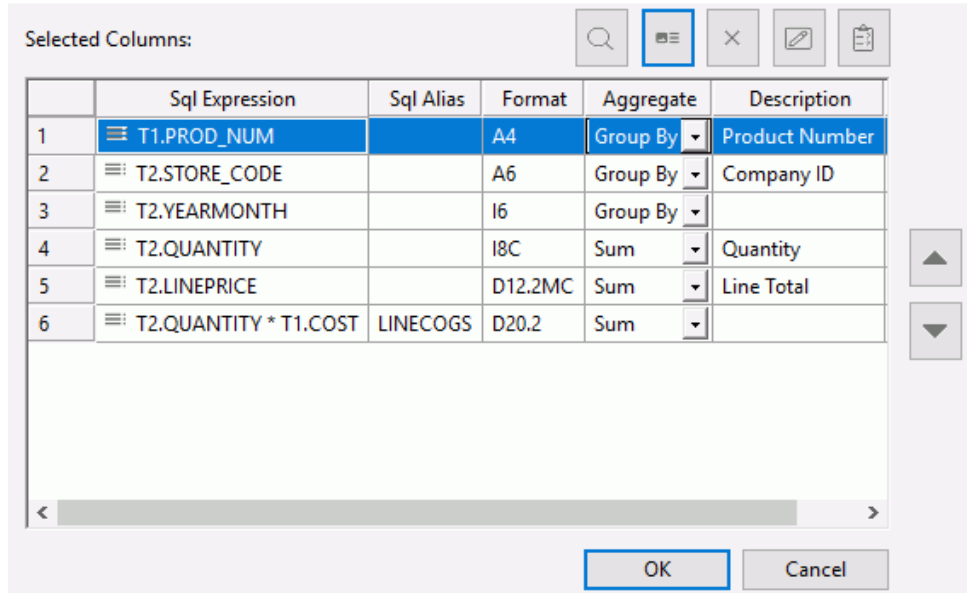 Selected Columns:
Sql Expression Sql Alias Format Aggregate Description
1 T1.PROD_NUM A4 Group By Product Number
2 T2.STORE_CODE A6 Group By Company ID
3 T2.YEARMONTH I6 Group By
4 T2.QUANTITY I8C Sum Quantity
5 T2.LINEPRICE D12.2MC Sum Line Total
6 T2.QUANTITY * T1.COST LINECOGS D20.2 Sum
OK Cancel